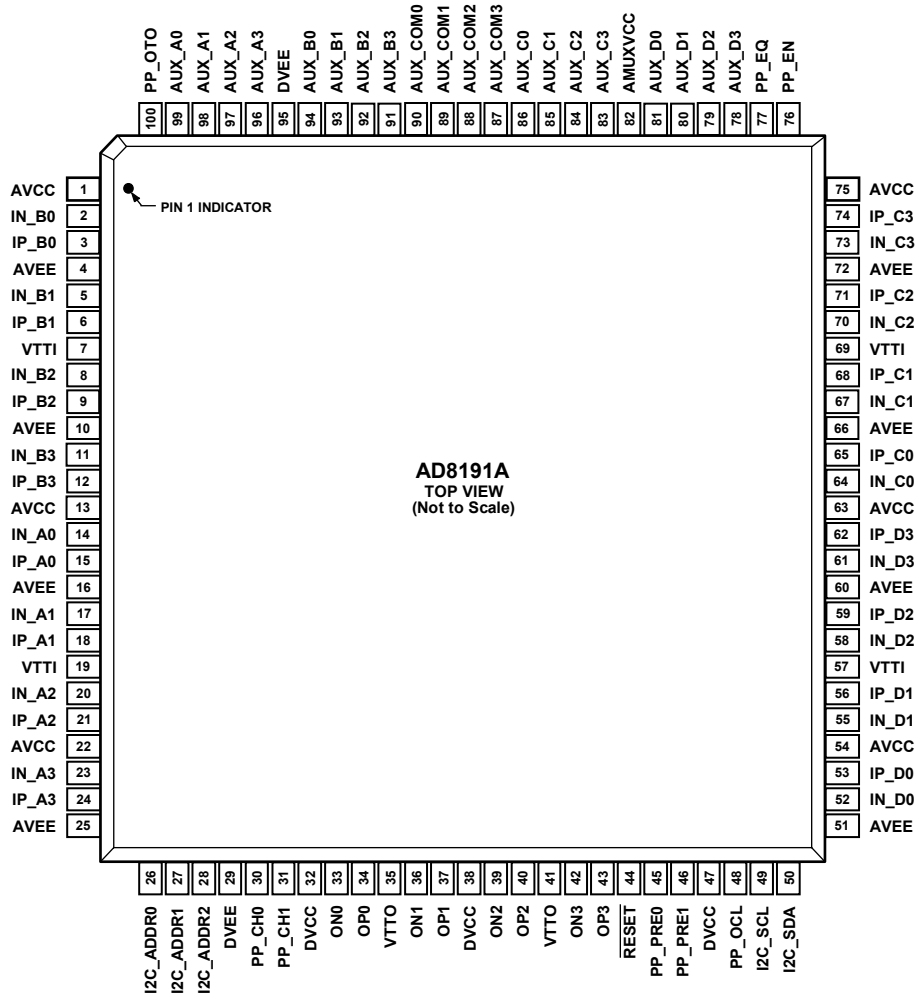 PP_OTO
AUX_A0
AUX_A1
AUX_A2
AUX_A3
DVEE
AUX_B0
AUX_B1
AUX_B2
AUX_B3
AUX_COM0
AUX_COM1
AUX_COM2
AUX_COM3
AUX_C0
AUX_C1
AUX_C2
AUX_C3
AMUXVCC
AUX_D0
AUX_D1
AUX_D2
AUX_D3
PP_EQ
PP_EN
100 99 98 97 96 95 94 93 92 91 90 89 88 87 86 85 84 83 82 81 80 79 78 77 76
PIN 1 INDICATOR
AVCC 1
IN_B0 2
IP_B0 3
AVEE 4
IN_B1 5
IP_B1 6
VTTI 7
IN_B2 8
IP_B2 9
AVEE 10
IN_B3 11
IP_B3 12
AVCC 13
IN_A0 14
IP_A0 15
AVEE 16
IN_A1 17
IP_A1 18
VTTI 19
IN_A2 20
IP_A2 21
AVCC 22
IN_A3 23
IP_A3 24
AVEE 25
AD8191A
TOP VIEW
(Not to Scale)
75 AVCC
74 IP_C3
73 IN_C3
72 AVEE
71 IP_C2
70 IN_C2
69 VTTI
68 IP_C1
67 IN_C1
66 AVEE
65 IP_C0
64 IN_C0
63 AVCC
62 IP_D3
61 IN_D3
60 AVEE
59 IP_D2
58 IN_D2
57 VTTI
56 IP_D1
55 IN_D1
54 AVCC
53 IP_D0
52 IN_D0
51 AVEE
26 27 28 29 30 31 32 33 34 35 36 37 38 39 40 41 42 43 44 45 46 47 48 49 50
I2C_ADDR0
I2C_ADDR1
I2C_ADDR2
DVEE
PP_CH0
PP_CH1
DVCC
ON0
OP0
VTTO
ON1
OP1
DVCC
ON2
OP2
VTTO
ON3
OP3
RESET
PP_PRE0
PP_PRE1
DVCC
PP_OCL
I2C_SCL
I2C_SDA